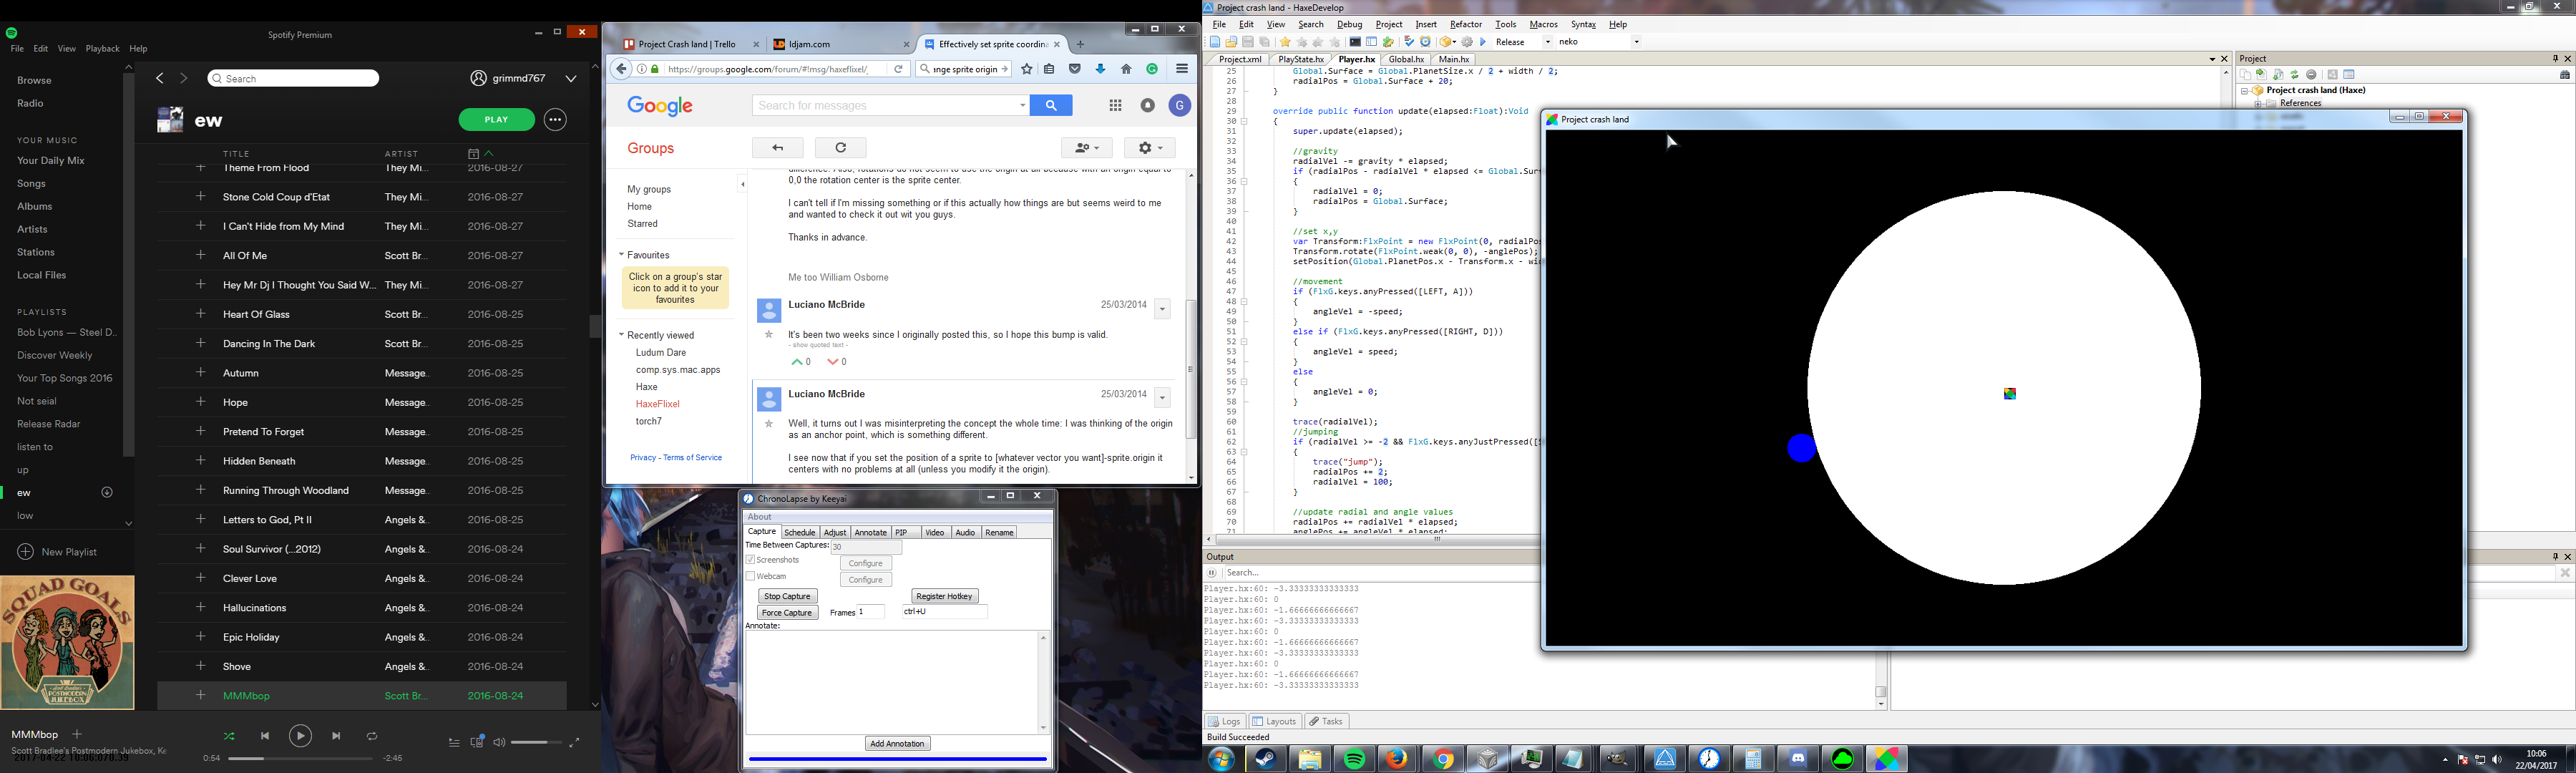 Spotify Premium
File Edit View Playback Help
Browse
Radio
YOUR MUSIC
Your Daily Mix
Songs
Albums
Artists
Stations
Local Files
PLAYLISTS
Bob Lyons — Steel D..
Discover Weekly
Your Top Songs 2016
Not seial
Release Radar
listen to
up
ew
low
New Playlist
SQUAD GOALS
Search
grimmd767
ew
PLAY
TITLE ARTIST
Theme From Flood They Mi... 2016-08-27
Stone Cold Coup d'Etat They Mi... 2016-08-27
I Can't Hide from My Mind They Mi... 2016-08-27
All Of Me Scott Br... 2016-08-27
Hey Mr Dj I Thought You Said W... They Mi... 2016-08-27
Heart Of Glass Scott Br... 2016-08-25
Dancing In The Dark Scott Br... 2016-08-25
Autumn Message... 2016-08-25
Hope Message... 2016-08-25
Pretend To Forget Message... 2016-08-25
Hidden Beneath Message... 2016-08-25
Running Through Woodland Message... 2016-08-25
Letters to God, Pt II Angels &... 2016-08-25
Soul Survivor (...2012) Angels &... 2016-08-24
Clever Love Angels &... 2016-08-24
Hallucinations Angels &... 2016-08-24
Epic Holiday Angels &... 2016-08-24
Shove Angels &... 2016-08-24
MMMbop Scott Br... 2016-08-24
MMMbop
Scott Bradlee's Postmodern Jukebox, Ke
2017-04-22 10:06:070.39
0:54 -2:45
Project Crash land | Trello
ldjam.com
Effectively set sprite coordina
https://groups.google.com/forum/#!msg/haxeflixel/
nge sprite origin
Google
Search for messages
G
Groups
My groups
Home
Starred
Favourites
Click on a group's star
icon to add it to your
favourites
Recently viewed
Ludum Dare
comp.sys.mac.apps
Haxe
HaxeFlixel
torch7
Privacy - Terms of Service
difference. Also, rotations do not seem to use the origin at all because with an origin equal to
0,0 the rotation center is the sprite center.
I can't tell if I'm missing something or if this actually how things are but seems weird to me
and wanted to check it out wit you guys.
Thanks in advance.
Me too William Osborne
Luciano McBride 25/03/2014
It's been two weeks since I originally posted this, so I hope this bump is valid.
- show quoted text -
0 0
Luciano McBride 25/03/2014
Well, it turns out I was misinterpreting the concept the whole time: I was thinking of the origin
as an anchor point, which is something different.
I see now that if you set the position of a sprite to [whatever vector you want]-sprite.origin it
centers with no problems at all (unless you modify it the origin).
ChronoLapse by Keeyai
About
Capture Schedule Adjust Annotate PIP Video Audio Rename
Time Between Captures: 30
Screenshots Configure
Webcam Configure
Stop Capture Register Hotkey
Force Capture Frames 1 ctrl+U
Annotate:
Add Annotation
Project crash land - HaxeDevelop
File Edit View Search Debug Project Insert Refactor Tools Macros Syntax Help
Release neko
Project.xml PlayState.hx Player.hx Global.hx Main.hx
25 Global.Surface = Global.PlanetSize.x / 2 + width / 2;
26 radialPos = Global.Surface + 20;
27 }
28
29 override public function update(elapsed:Float):Void
30 {
31 super.update(elapsed);
32
33 //gravity
34 radialVel -= gravity * elapsed;
35 if (radialPos - radialVel * elapsed <= Global.Sur
36 {
37 radialVel = 0;
38 radialPos = Global.Surface;
39 }
40
41 //set x,y
42 var Transform:FlxPoint = new FlxPoint(0, radialPo
43 Transform.rotate(FlxPoint.weak(0, 0), -anglePos);
44 setPosition(Global.PlanetPos.x - Transform.x - wi
45
46 //movement
47 if (FlxG.keys.anyPressed([LEFT, A]))
48 {
49 angleVel = -speed;
50 }
51 else if (FlxG.keys.anyPressed([RIGHT, D]))
52 {
53 angleVel = speed;
54 }
55 else
56 {
57 angleVel = 0;
58 }
59
60 trace(radialVel);
61 //jumping
62 if (radialVel >= -2 && FlxG.keys.anyJustPressed([
63 {
64 trace("jump");
65 radialPos += 2;
66 radialVel = 100;
67 }
68
69 //update radial and angle values
70 radialPos += radialVel * elapsed;
71 anglePos += angleVel * elapsed;
Output
Search...
Player.hx:60: -3.33333333333333
Player.hx:60: 0
Player.hx:60: -1.66666666666667
Player.hx:60: -3.33333333333333
Player.hx:60: 0
Player.hx:60: -1.66666666666667
Player.hx:60: -3.33333333333333
Player.hx:60: 0
Player.hx:60: -1.66666666666667
Player.hx:60: -3.33333333333333
Logs Layouts Tasks
Build Succeeded
Project
Project crash land (Haxe)
References
Project crash land
10:06
22/04/2017